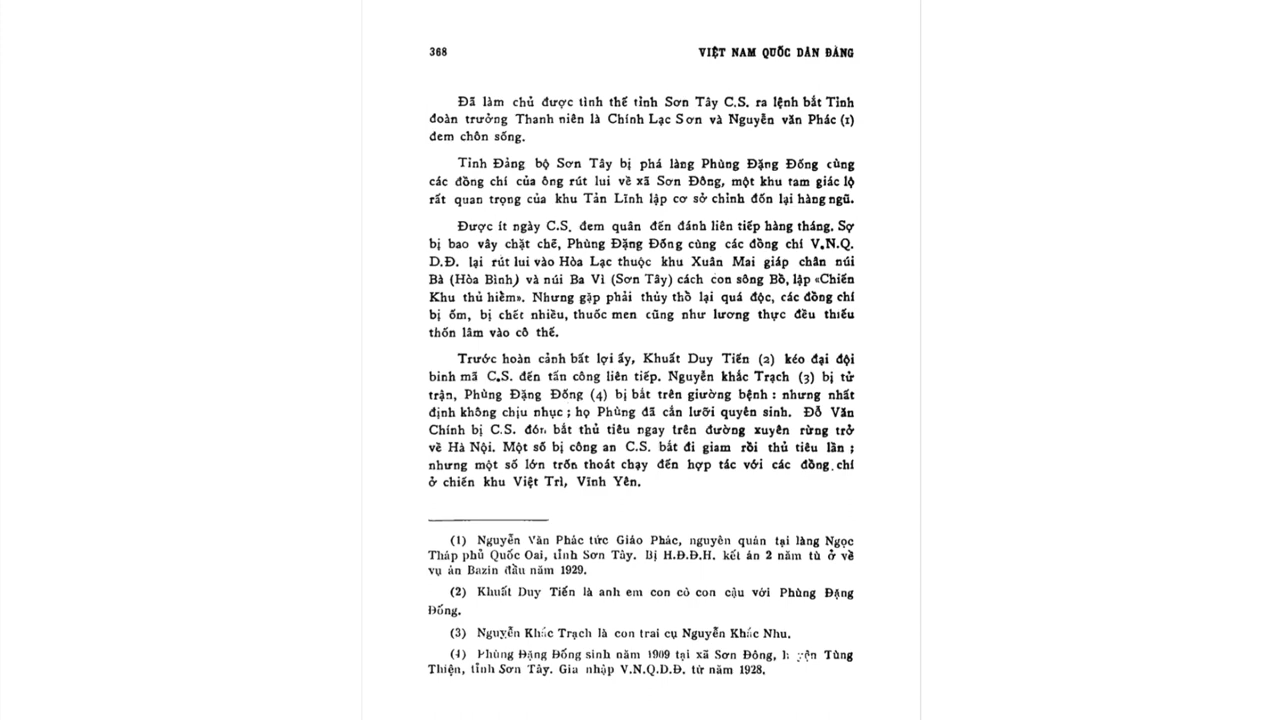 368 VIỆT NAM QUỐC DÂN ĐẢNG
Đã làm chủ được tình thế tỉnh Sơn Tây C.S. ra lệnh bắt Tỉnh
đoàn trưởng Thanh niên là Chính Lạc Sơn và Nguyễn văn Phác (1)
đem chôn sống.
Tỉnh Đảng bộ Sơn Tây bị phá làng Phùng Đặng Đống cùng
các đồng chí của ông rút lui về xã Sơn Đông, một khu tam giác lộ
rất quan trọng của khu Tản Lĩnh lập cơ sở chỉnh đốn lại hàng ngũ.
Được ít ngày C.S. đem quân đến đánh liên tiếp hàng tháng. Sợ
bị bao vây chặt chẽ, Phùng Đặng Đống cùng các đồng chí V.N.Q.
D.Đ. lại rút lui vào Hòa Lạc thuộc khu Xuân Mai giáp chân núi
Bà (Hòa Bình) và núi Ba Vì (Sơn Tây) cách con sông Bồ, lập «Chiến
Khu thủ hiểm». Nhưng gặp phải thủy thổ lại quá độc, các đồng chí
bị ốm, bị chết nhiều, thuốc men cũng như lương thực đều thiếu
thốn lâm vào cô thế.
Trước hoàn cảnh bất lợi ấy, Khuất Duy Tiến (2) kéo đại đội
binh mã C.S. đến tấn công liên tiếp. Nguyễn khắc Trạch (3) bị tử
trận, Phùng Đặng Đống (4) bị bắt trên giường bệnh : nhưng nhất
định không chịu nhục ; họ Phùng đã cắn lưỡi quyên sinh. Đỗ Văn
Chính bị C.S. đón bắt thủ tiêu ngay trên đường xuyên rừng trở
về Hà Nội. Một số bị công an C.S. bắt đi giam rồi thủ tiêu lần ;
nhưng một số lớn trốn thoát chạy đến hợp tác với các đồng chí
ở chiến khu Việt Trì, Vĩnh Yên.
(1) Nguyễn Văn Phác tức Giáo Phác, nguyên quán tại làng Ngọc
Tháp phủ Quốc Oai, tỉnh Sơn Tây. Bị H.Đ.Đ.H. kết án 2 năm tù ở về
vụ án Bazin đầu năm 1929.
(2) Khuất Duy Tiến là anh em con cô con cậu với Phùng Đặng
Đống.
(3) Nguyễn Khắc Trạch là con trai cụ Nguyễn Khắc Nhu.
(4) Phùng Đặng Đống sinh năm 1909 tại xã Sơn Đông, huyện Tùng
Thiện, tỉnh Sơn Tây. Gia nhập V.N.Q.D.Đ. từ năm 1928.